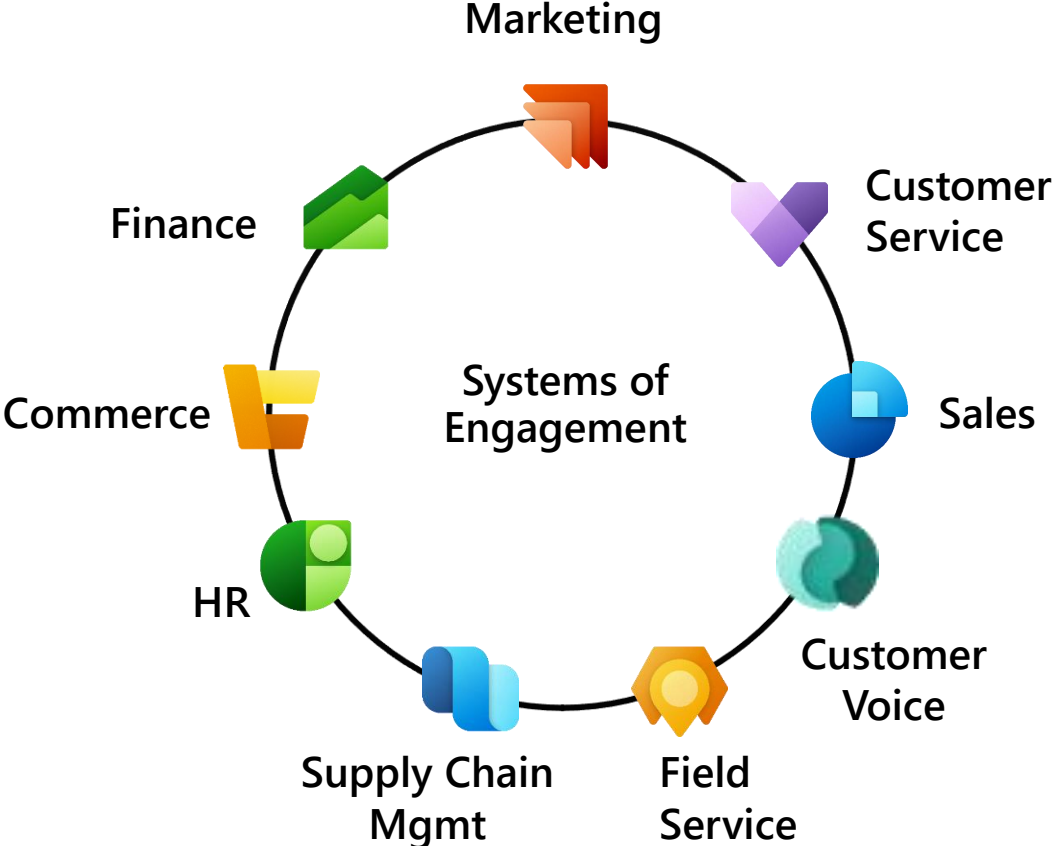 Marketing
Customer
Service
Finance
Systems of
Engagement
Commerce
Sales
HR
Customer
Voice
Supply Chain
Mgmt
Field
Service